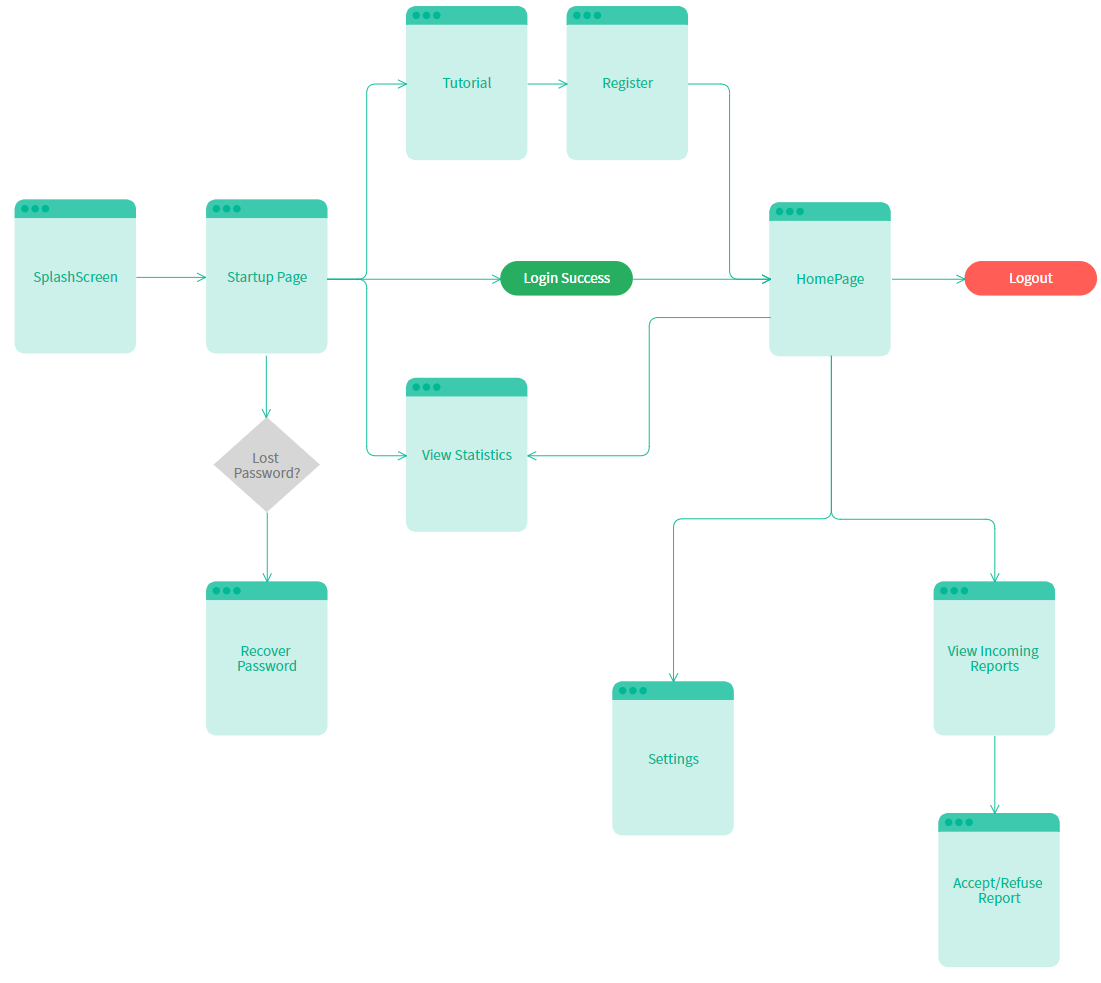 Tutorial
Register
SplashScreen
Startup Page
Login Success
HomePage
Logout
View Statistics
Lost
Password?
Recover
Password
View Incoming
Reports
Settings
Accept/Refuse
Report